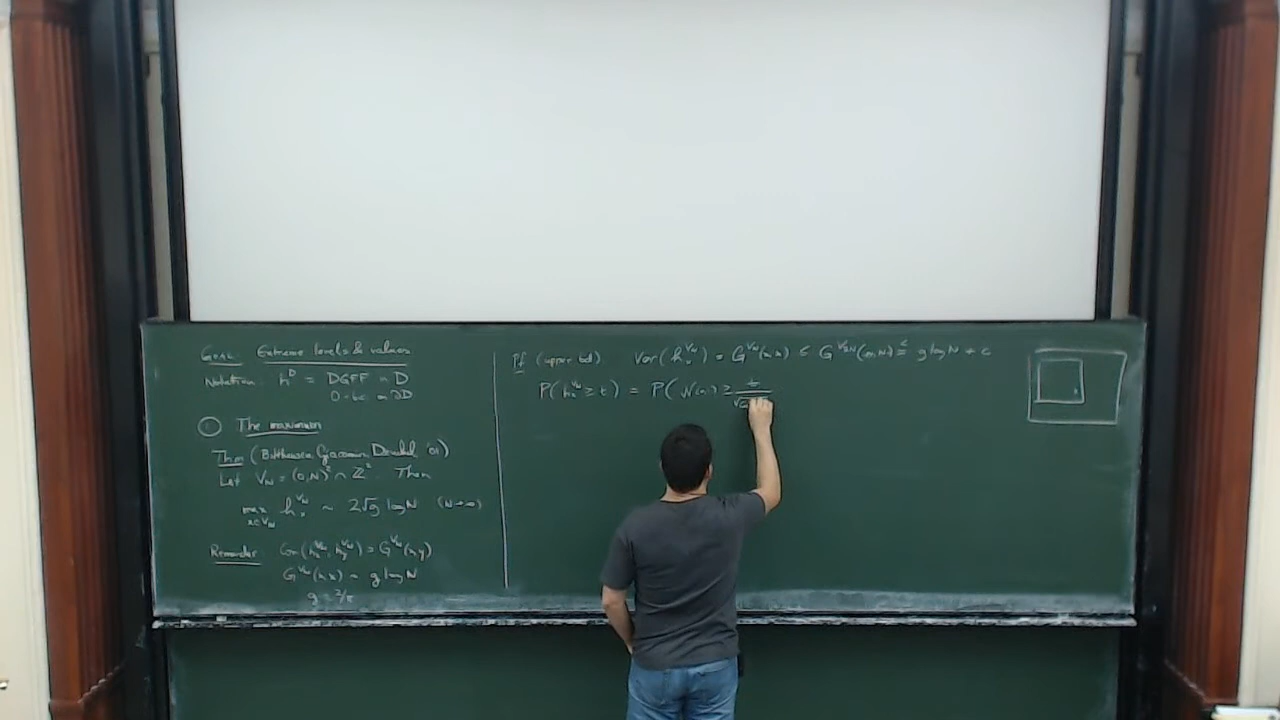 GOAL Extreme levels & values
Notation: h^D = DGFF in D
0-bc on ∂D
① The maximum
Thm (Bolthausen Giacomin Deuschel '01)
Let V_N = (0,N)² ∩ ℤ². Then
max_{x∈V_N} h_x^{V_N} ~ 2√g log N (N→∞)
Reminder Cov(h_x^{V_N}, h_y^{V_N}) = G^{V_N}(x,y)
G^{V_N}(x,x) ~ g log N
g = 2/π
Pf (upper bd). Var(h_x^{V_N}) = G^{V_N}(x,x) ≤ G^{V_{2N}}(N,N) ≤ g log N + c
P(h_x^{V_N} ≥ t) = P(N(0,1) ≥ t/√G